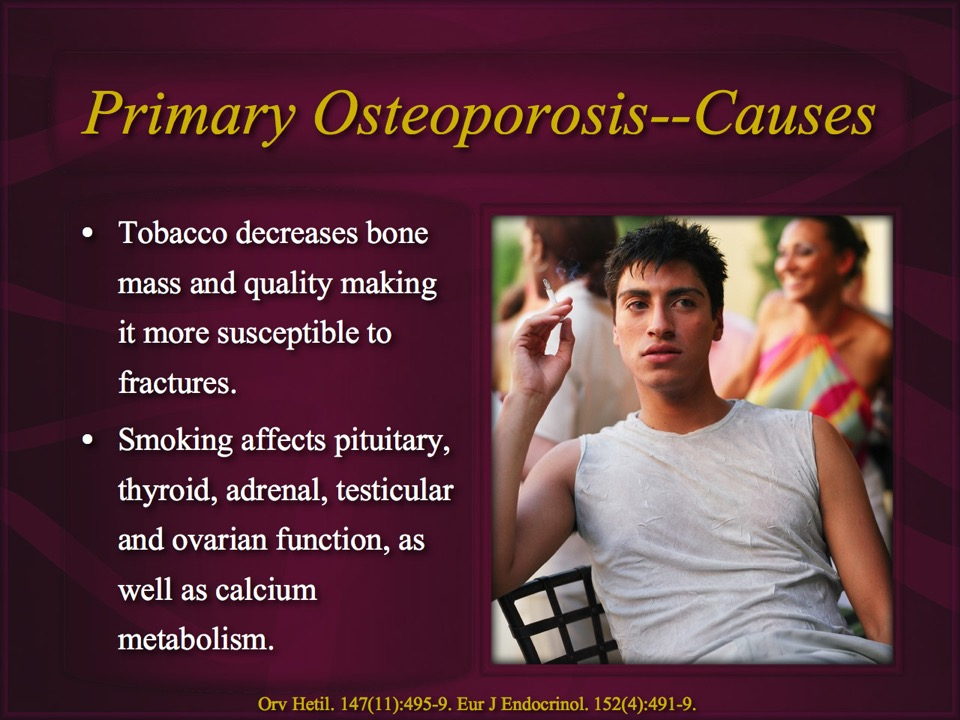 Primary Osteoporosis--Causes
• Tobacco decreases bone
mass and quality making
it more susceptible to
fractures.
• Smoking affects pituitary,
thyroid, adrenal, testicular
and ovarian function, as
well as calcium
metabolism.
Orv Hetil. 147(11):495-9. Eur J Endocrinol. 152(4):491-9.